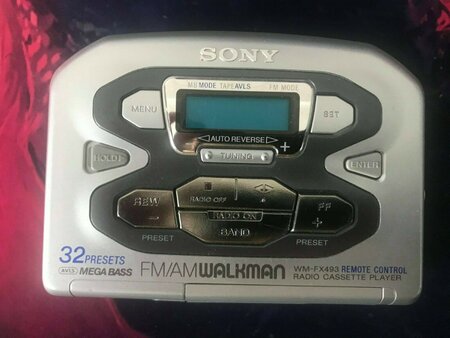 SONY
MB MODE TAPE AVLS FM MODE
MENU
SET
AUTO REVERSE
+
TUNING
HOLD
ENTER
REW
-
RADIO OFF
FF
+
RADIO ON
BAND
PRESET
PRESET
32 PRESETS
AVLS MEGA BASS
FM/AM WALKMAN
WM-FX493 REMOTE CONTROL
RADIO CASSETTE PLAYER